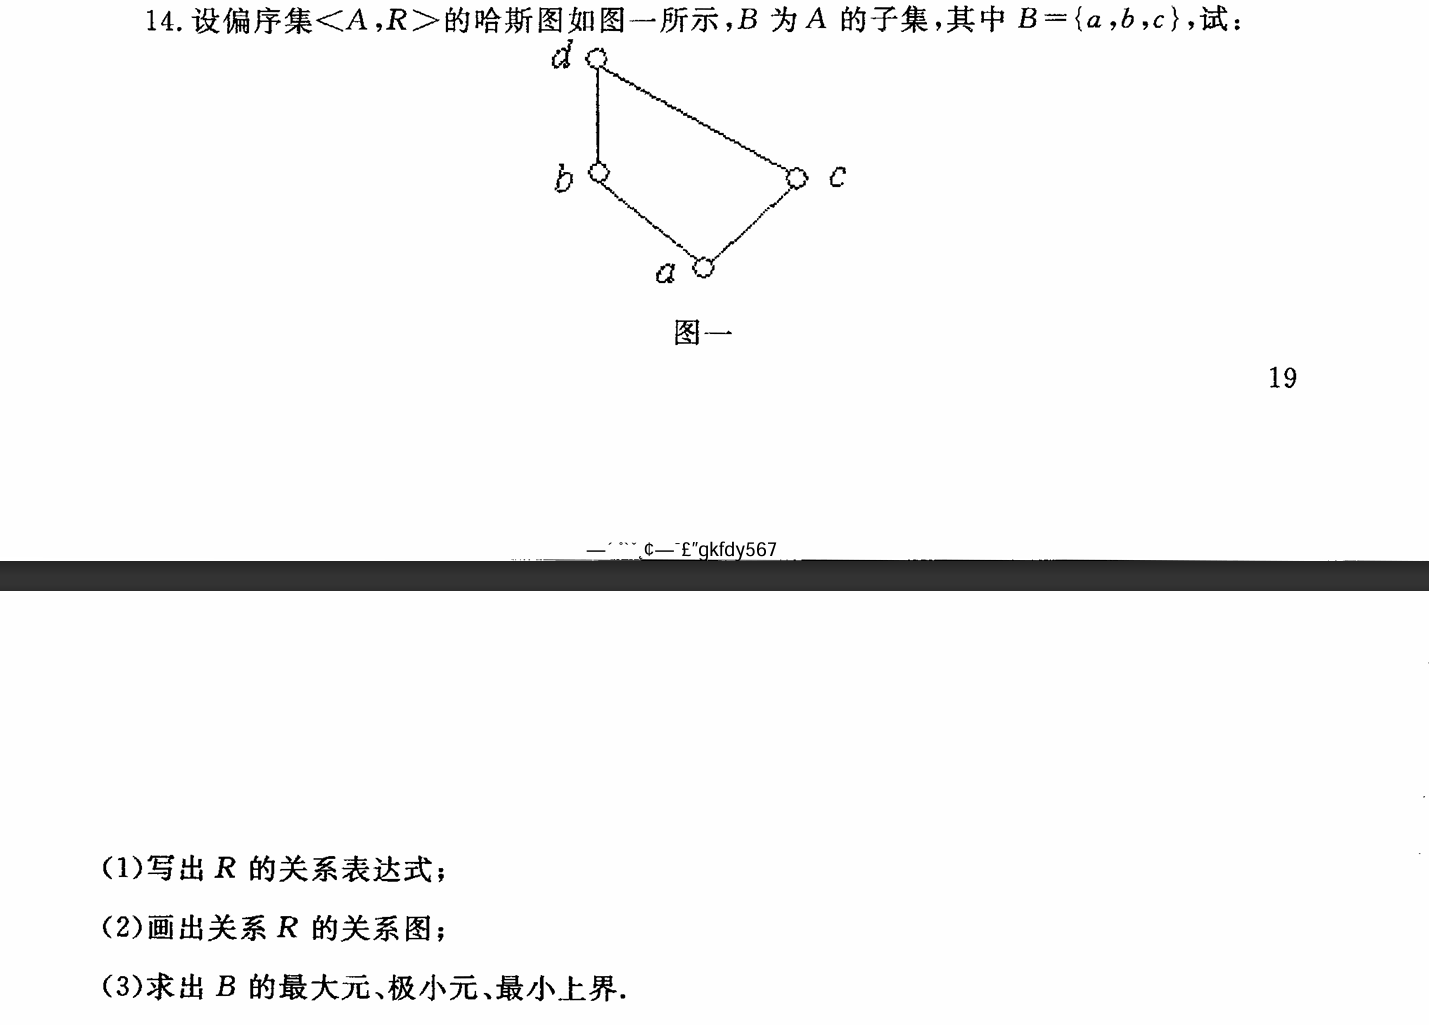 14. 设偏序集<A,R>的哈斯图如图一所示,B 为 A 的子集,其中 B={a,b,c},试:
d
b
c
a
图一
19
gkfdy567
(1)写出 R 的关系表达式;
(2)画出关系 R 的关系图;
(3)求出 B 的最大元、极小元、最小上界.